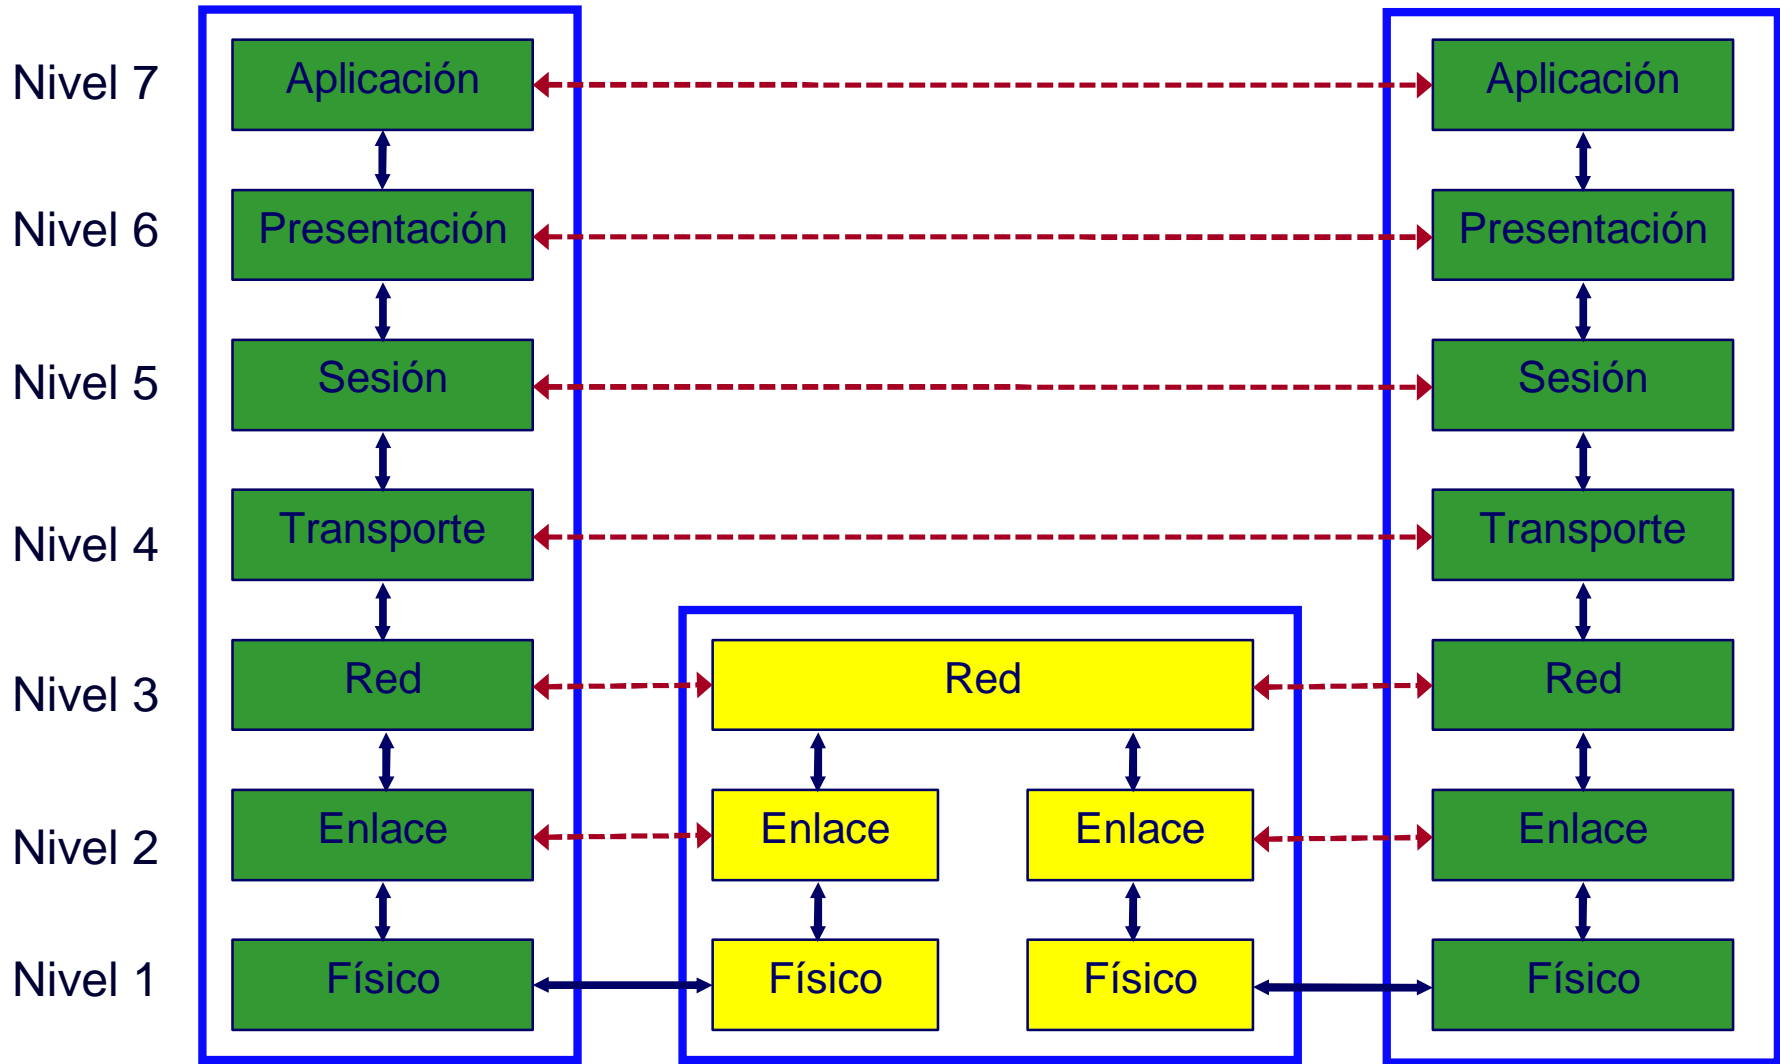 Nivel 7
Aplicación
Aplicación
Nivel 6
Presentación
Presentación
Nivel 5
Sesión
Sesión
Nivel 4
Transporte
Transporte
Nivel 3
Red
Red
Red
Nivel 2
Enlace
Enlace
Enlace
Enlace
Nivel 1
Físico
Físico
Físico
Físico